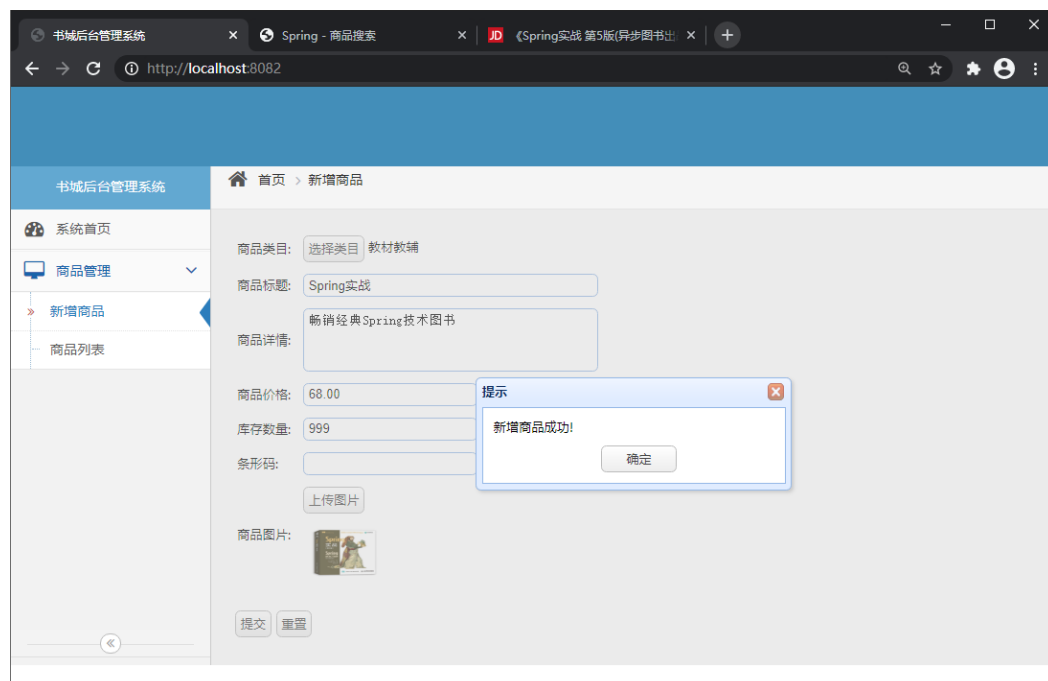 书城后台管理系统
Spring - 商品搜索
JD 《Spring实战 第5版(异步图书出
http://localhost:8082
书城后台管理系统
首页 > 新增商品
系统首页
商品管理
新增商品
商品列表
商品类目: 选择类目 教材教辅
商品标题: Spring实战
商品详情: 畅销经典Spring技术图书
商品价格: 68.00
库存数量: 999
条形码:
上传图片
商品图片:
提交 重置
提示
新增商品成功!
确定